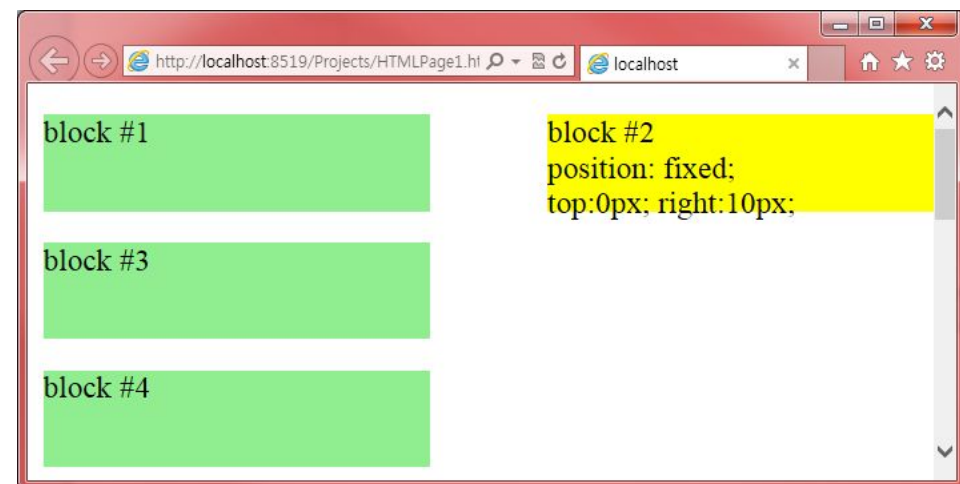 http://localhost:8519/Projects/HTMLPage1.ht
localhost
block #1
block #2
position: fixed;
top:0px; right:10px;
block #3
block #4